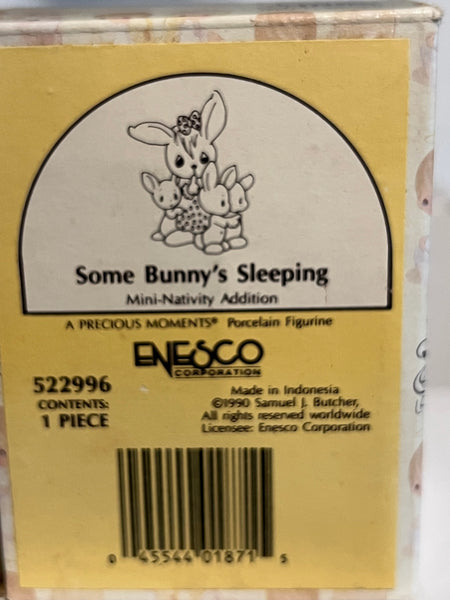 Some Bunny's Sleeping
Mini-Nativity Addition
A PRECIOUS MOMENTS® Porcelain Figurine
ENESCO
CORPORATION
522996
CONTENTS:
1 PIECE
Made in Indonesia
©1990 Samuel J. Butcher,
All rights reserved worldwide
Licensee: Enesco Corporation
0 45544 01871 5